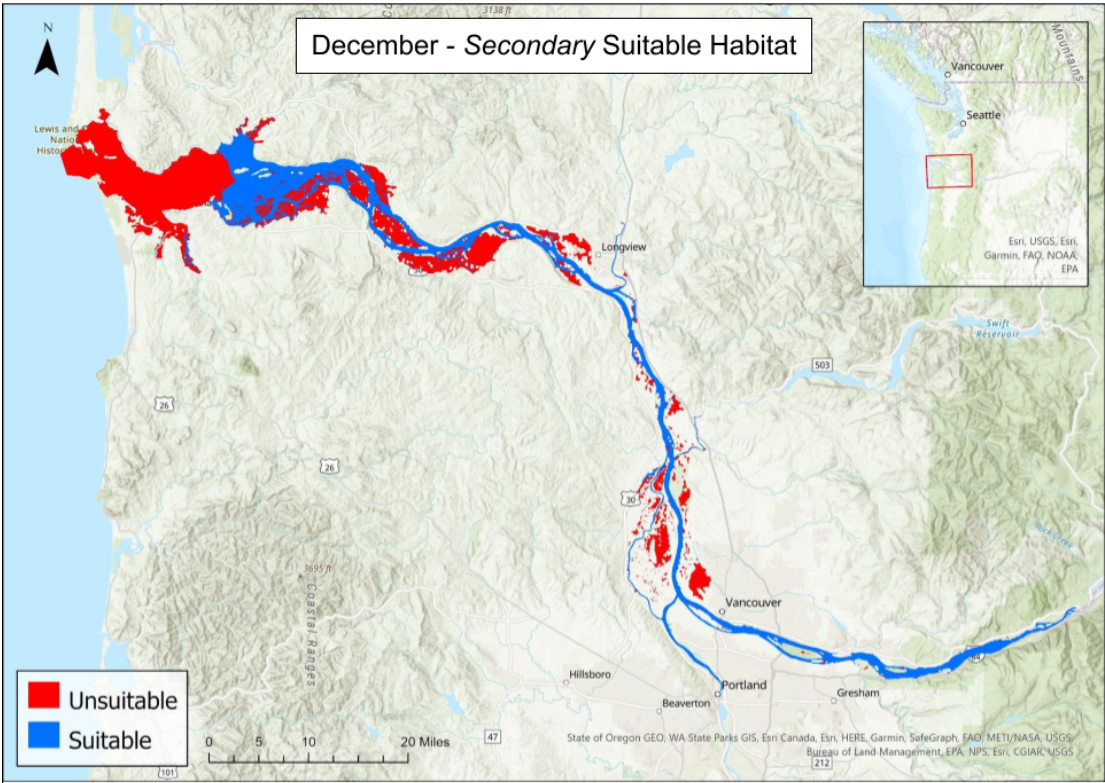 December - Secondary Suitable Habitat
N
3138 ft
Mountains
Vancouver
Seattle
Esri, USGS, Esri,
Garmin, FAO, NOAA,
EPA
Lewis and
Natio
Histor
Longview
30
Swift
Reservoir
503
26
26
30
3695 ft
Coastal Ranges
Vancouver
84
Hillsboro
Portland
Beaverton
Gresham
Unsuitable
Suitable
0 5 10 20 Miles
47
State of Oregon GEO, WA State Parks GIS, Esri Canada, Esri, HERE, Garmin, SafeGraph, FAO, METI/NASA, USGS,
Bureau of Land Management, EPA, NPS, Esri, CGIAR, USGS
212
101